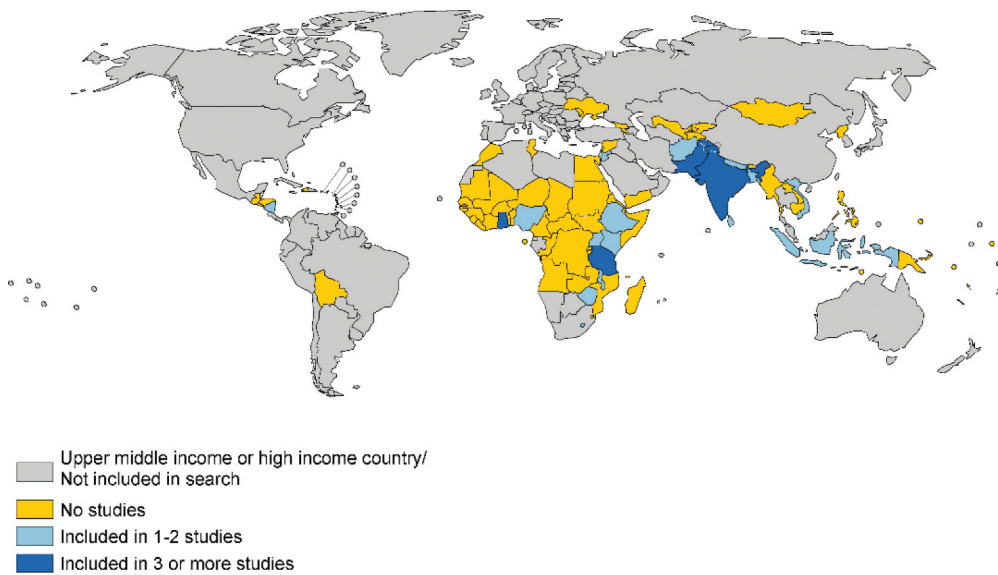 Upper middle income or high income country/
Not included in search
No studies
Included in 1-2 studies
Included in 3 or more studies